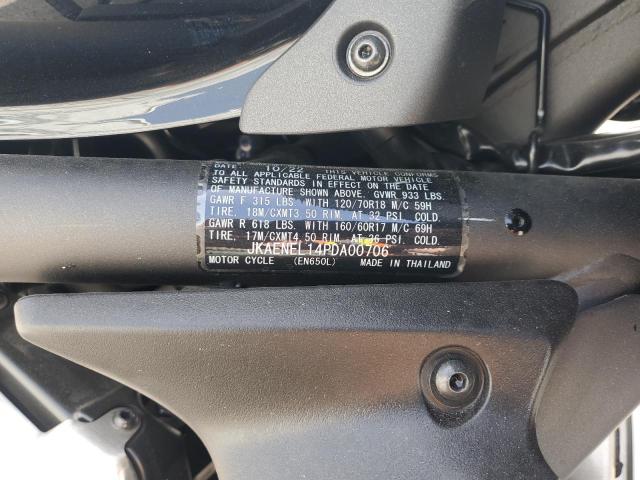 DATE 10/22 THIS VEHICLE CONFORMS
TO ALL APPLICABLE FEDERAL MOTOR VEHICLE
SAFETY STANDARDS IN EFFECT ON THE DATE
OF MANUFACTURE SHOWN ABOVE. GVWR 933 LBS.
GAWR F 315 LBS. WITH 120/70R18 M/C 59H
TIRE, 18M/CXMT3.50 RIM AT 32 PSI. COLD.
GAWR R 618 LBS. WITH 160/60R17 M/C 69H
TIRE, 17M/CXMT4.50 RIM, AT 36 PSI. COLD.
JKAENEL14PDA00706
MOTOR CYCLE (EN650L) MADE IN THAILAND